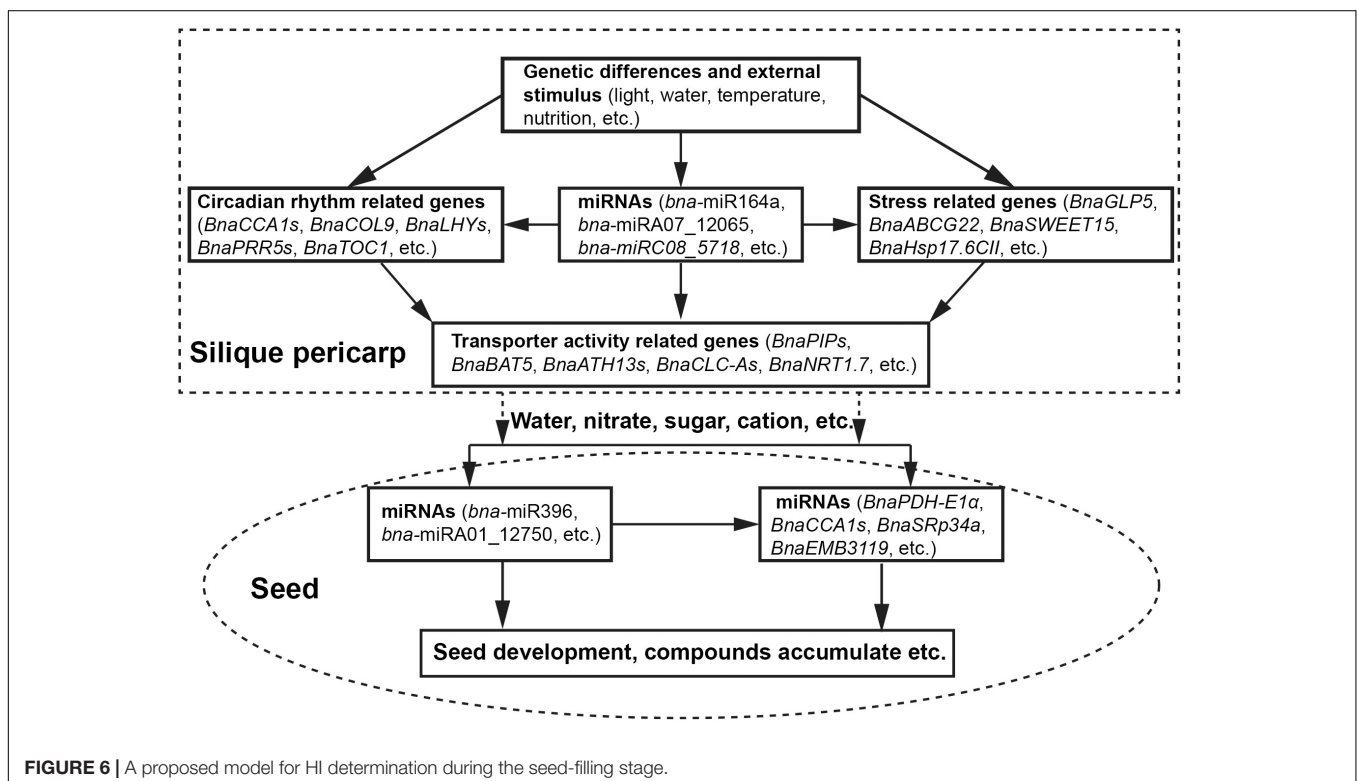 Genetic differences and external
stimulus (light, water, temperature,
nutrition, etc.)
Circadian rhythm related genes
(BnaCCA1s, BnaCOL9, BnaLHYs,
BnaPRR5s, BnaTOC1, etc.)
miRNAs (bna-miR164a,
bna-miRA07_12065,
bna-miRC08_5718, etc.)
Stress related genes (BnaGLP5,
BnaABCG22, BnaSWEET15,
BnaHsp17.6CII, etc.)
Silique pericarp
Transporter activity related genes (BnaPIPs,
BnaBAT5, BnaATH13s, BnaCLC-As, BnaNRT1.7, etc.)
Water, nitrate, sugar, cation, etc.
miRNAs (bna-miR396,
bna-miRA01_12750, etc.)
miRNAs (BnaPDH-E1α,
BnaCCA1s, BnaSRp34a,
BnaEMB3119, etc.)
Seed
Seed development, compounds accumulate etc.
FIGURE 6 | A proposed model for HI determination during the seed-filling stage.